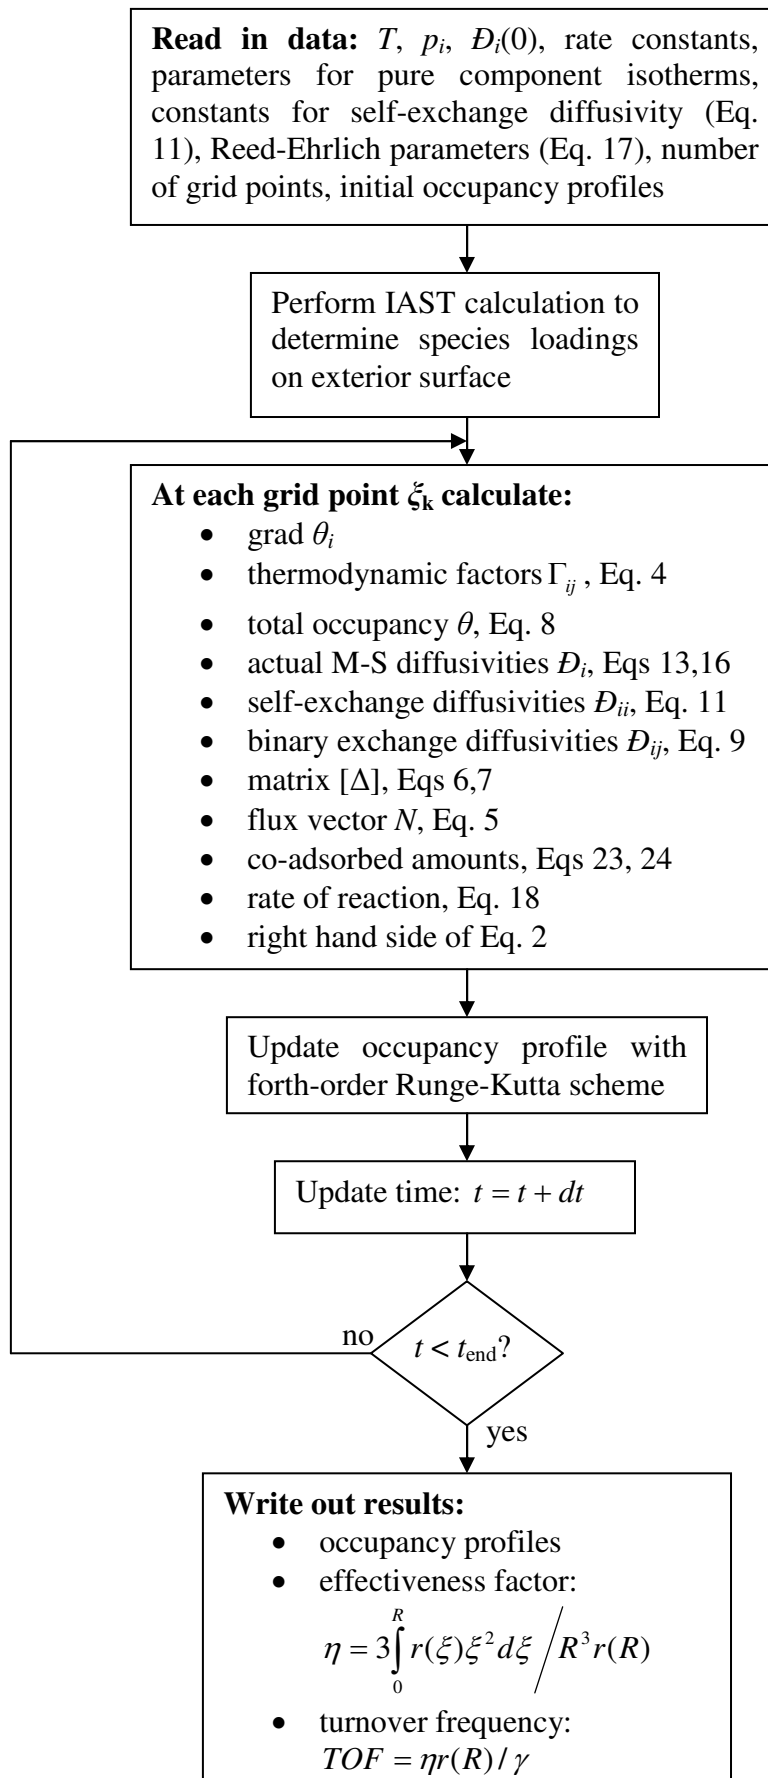 Read in data: T, pᵢ, Đᵢ(0), rate constants,
parameters for pure component isotherms,
constants for self-exchange diffusivity (Eq.
11), Reed-Ehrlich parameters (Eq. 17), number
of grid points, initial occupancy profiles
Perform IAST calculation to
determine species loadings
on exterior surface
At each grid point ξₖ calculate:
• grad θᵢ
• thermodynamic factors Γᵢⱼ , Eq. 4
• total occupancy θ, Eq. 8
• actual M-S diffusivities Đᵢ, Eqs 13,16
• self-exchange diffusivities Đᵢᵢ, Eq. 11
• binary exchange diffusivities Đᵢⱼ, Eq. 9
• matrix [Δ], Eqs 6,7
• flux vector N, Eq. 5
• co-adsorbed amounts, Eqs 23, 24
• rate of reaction, Eq. 18
• right hand side of Eq. 2
Update occupancy profile with
forth-order Runge-Kutta scheme
Update time: t = t + dt
no
t < t_end?
yes
Write out results:
• occupancy profiles
• effectiveness factor:
η = 3∫₀ᴿ r(ξ)ξ²dξ / R³r(R)
• turnover frequency:
TOF = ηr(R) / γ